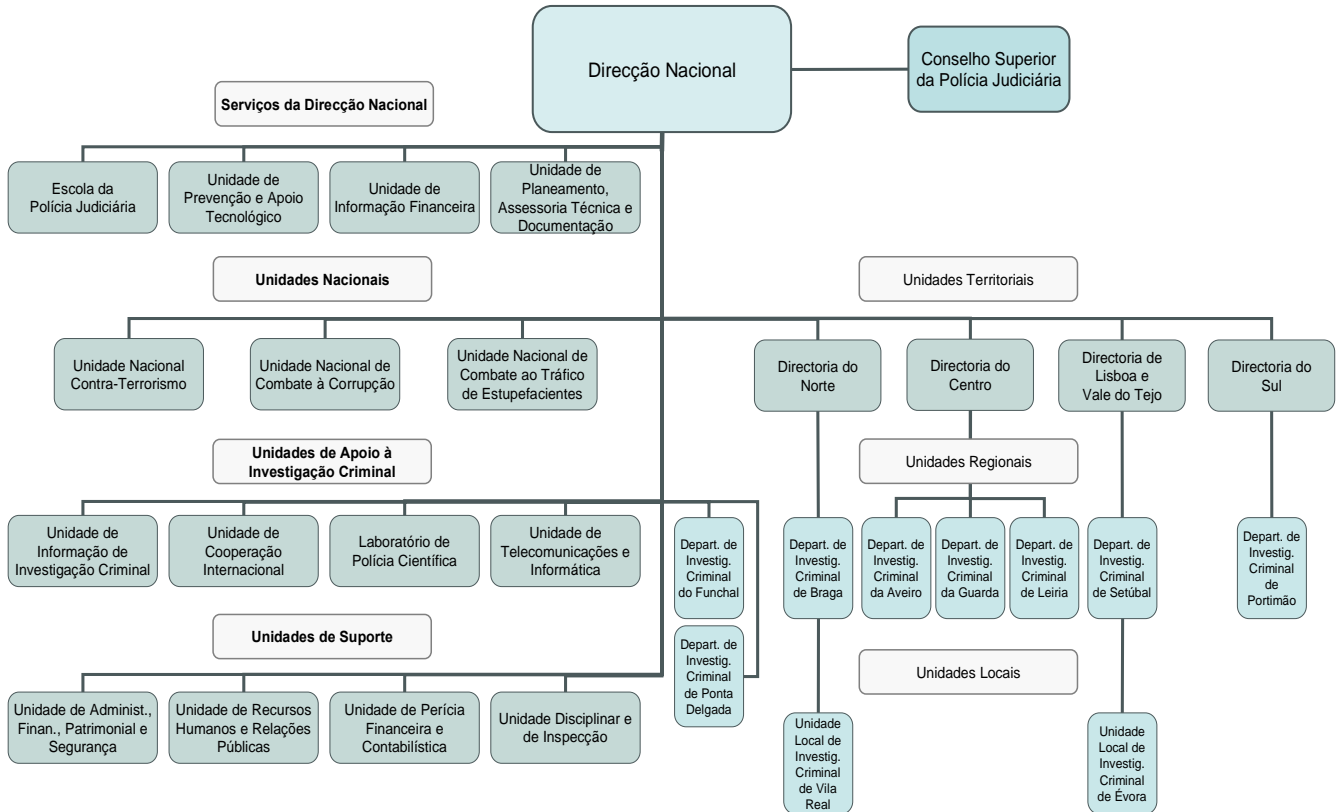 Direcção Nacional
Conselho Superior
da Polícia Judiciária
Serviços da Direcção Nacional
Escola da
Polícia Judiciária
Unidade de
Prevenção e Apoio
Tecnológico
Unidade de
Informação Financeira
Unidade de
Planeamento,
Assessoria Técnica e
Documentação
Unidades Nacionais
Unidades Territoriais
Unidade Nacional
Contra-Terrorismo
Unidade Nacional de
Combate à Corrupção
Unidade Nacional de
Combate ao Tráfico
de Estupefacientes
Directoria do
Norte
Directoria do
Centro
Directoria de
Lisboa e
Vale do Tejo
Directoria do
Sul
Unidades de Apoio à
Investigação Criminal
Unidades Regionais
Unidade de
Informação de
Investigação Criminal
Unidade de
Cooperação
Internacional
Laboratório de
Polícia Científica
Unidade de
Telecomunicações e
Informática
Depart. de
Investig.
Criminal
do Funchal
Depart. de
Investig.
Criminal
de Braga
Depart. de
Investig.
Criminal
da Aveiro
Depart. de
Investig.
Criminal
da Guarda
Depart. de
Investig.
Criminal
de Leiria
Depart. de
Investig.
Criminal
de Setúbal
Depart. de
Investig.
Criminal
de
Portimão
Unidades de Suporte
Depart. de
Investig.
Criminal
de Ponta
Delgada
Unidades Locais
Unidade de Administ.,
Finan., Patrimonial e
Segurança
Unidade de Recursos
Humanos e Relações
Públicas
Unidade de Perícia
Financeira e
Contabilística
Unidade Disciplinar e
de Inspecção
Unidade
Local de
Investig.
Criminal
de Vila
Real
Unidade
Local de
Investig.
Criminal
de Évora